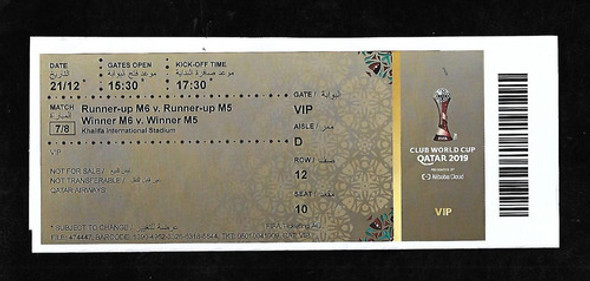 DATE GATES OPEN KICK-OFF TIME
التاريخ موعد فتح البوابة موعد صافرة البداية
21/12* 15:30* 17:30*
MATCH Runner-up M6 v. Runner-up M5
المباراة Winner M6 v. Winner M5
7/8 Khalifa International Stadium
VIP
NOT FOR SALE /
NOT TRANSFERABLE /
QATAR AIRWAYS
* SUBJECT TO CHANGE / FIFA Ticketing AG
GATE / البوابة
VIP
AISLE / ممر
D
ROW / صف
12
SEAT / مقعد
10
CLUB WORLD CUP
QATAR 2019
PRESENTED BY
Alibaba Cloud
VIP